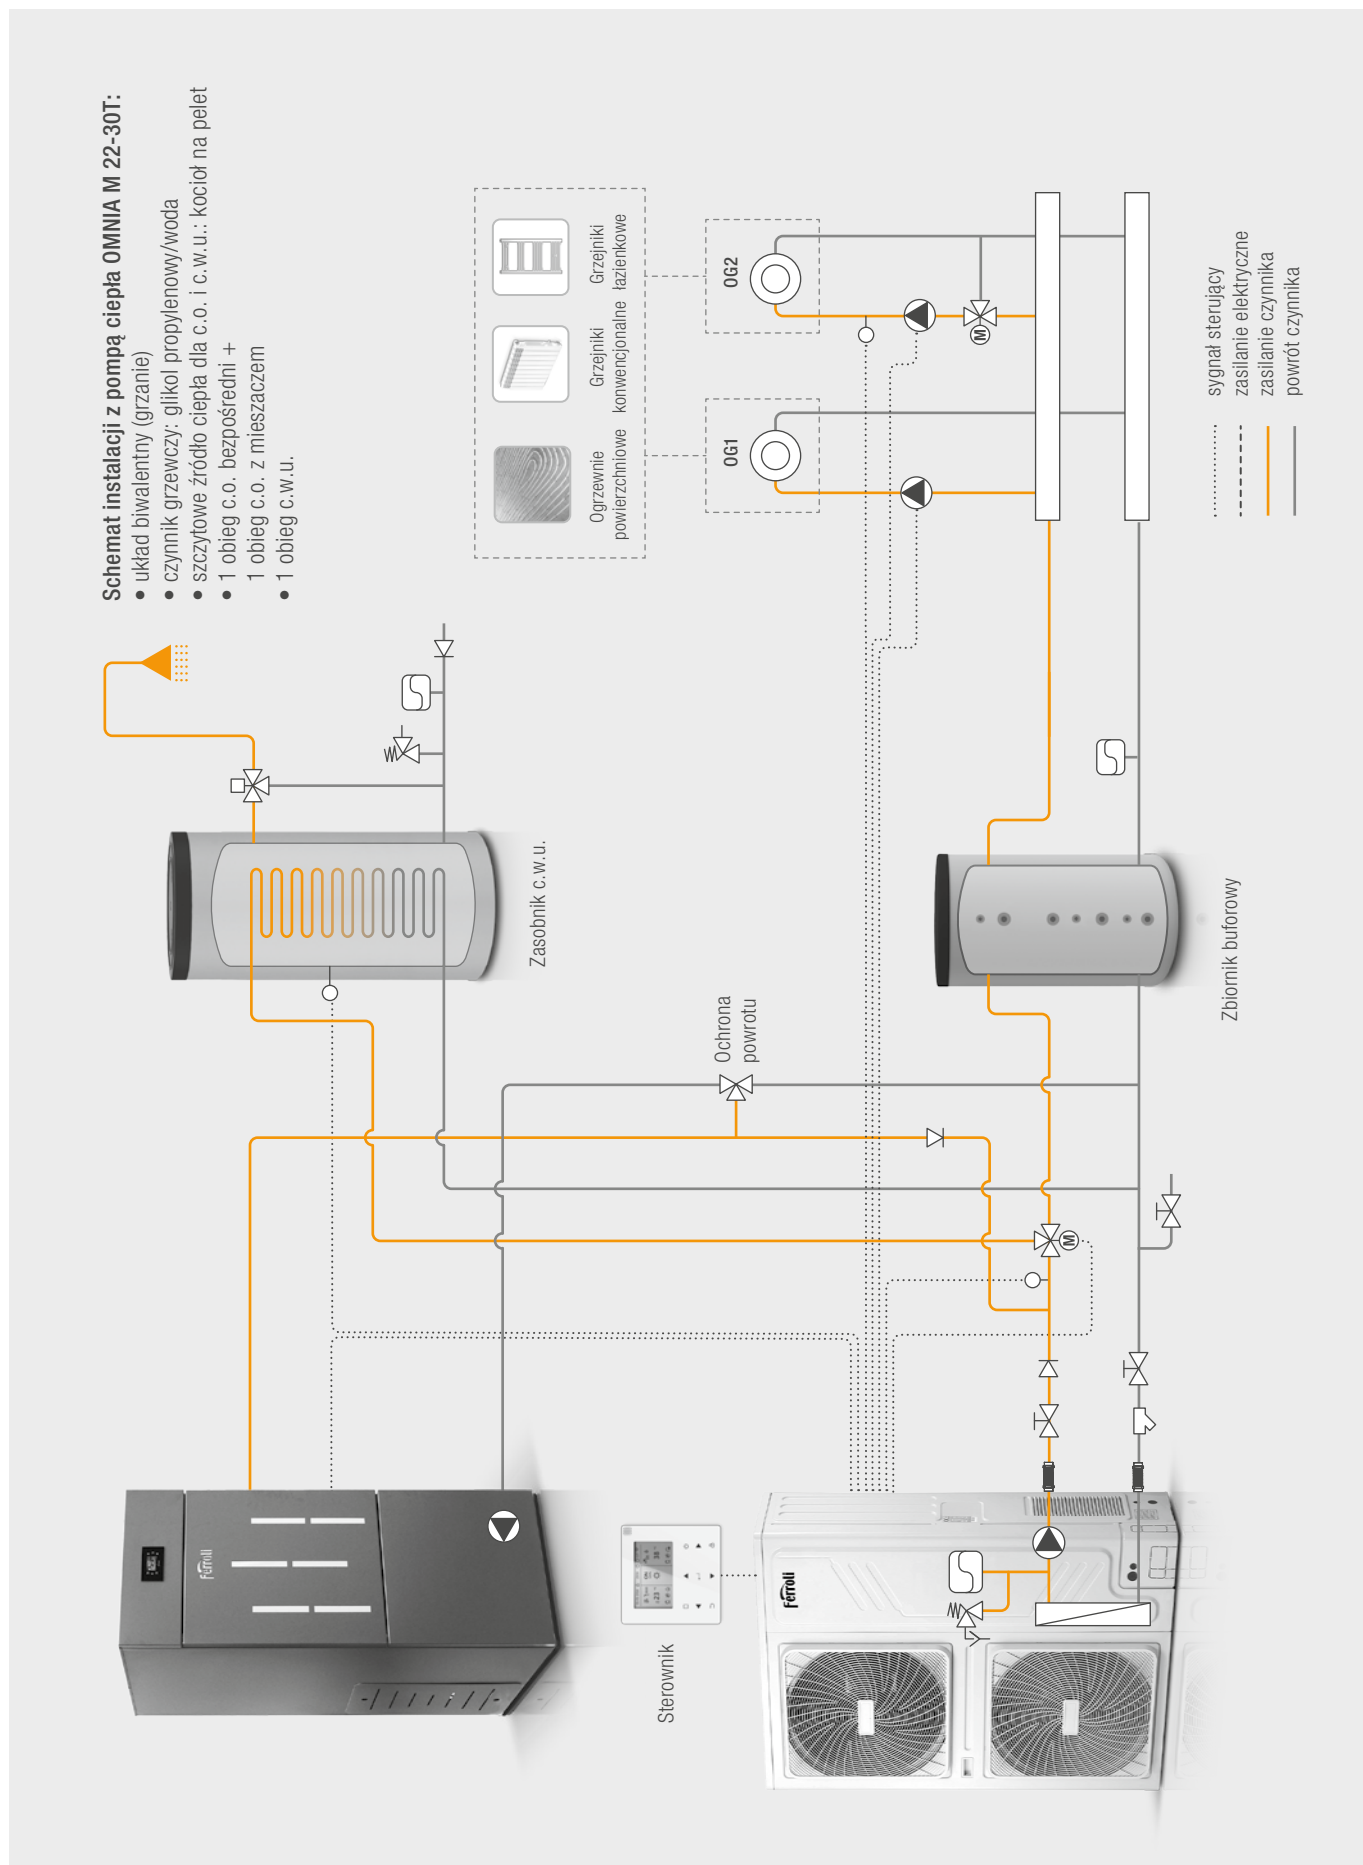 Schemat instalacji z pompą ciepła OMNIA M 22-30T:
• układ biwalentny (grzanie)
• czynnik grzewczy: glikol propylenowy/woda
• szczytowe źródło ciepła dla c.o. i c.w.u.: kocioł na pelet
• 1 obieg c.o. bezpośredni +
1 obieg c.o. z mieszaczem
• 1 obieg c.w.u.
Ogrzewnie
powierzchniowe
Grzejniki
konwencjonalne
Grzejniki
łazienkowe
OG1
OG2
M
Zasobnik c.w.u.
Ochrona
powrotu
Zbiornik buforowy
M
Ferroli
Sterownik
Ferroli
sygnał sterujący
zasilanie elektryczne
zasilanie czynnika
powrót czynnika